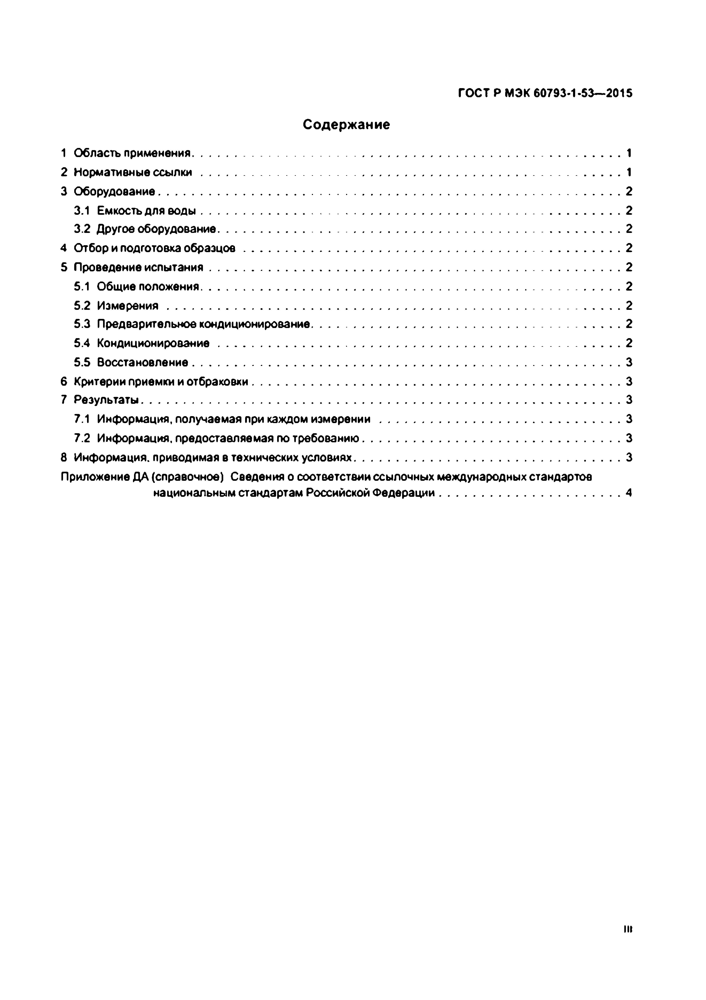 ГОСТ Р МЭК 60793-1-53—2015
Содержание
1 Область применения. . . . . . . . . . . . . . . . . . . . 1
2 Нормативные ссылки . . . . . . . . . . . . . . . . . . . . 1
3 Оборудование . . . . . . . . . . . . . . . . . . . . 2
3.1 Емкость для воды . . . . . . . . . . . . . . . . . . . . 2
3.2 Другое оборудование. . . . . . . . . . . . . . . . . . . . 2
4 Отбор и подготовка образцов . . . . . . . . . . . . . . . . . . . . 2
5 Проведение испытания . . . . . . . . . . . . . . . . . . . . 2
5.1 Общие положения. . . . . . . . . . . . . . . . . . . . 2
5.2 Измерения . . . . . . . . . . . . . . . . . . . . 2
5.3 Предварительное кондиционирование. . . . . . . . . . . . . . . . . . . . 2
5.4 Кондиционирование . . . . . . . . . . . . . . . . . . . . 2
5.5 Восстановление . . . . . . . . . . . . . . . . . . . . 3
6 Критерии приемки и отбраковки . . . . . . . . . . . . . . . . . . . . 3
7 Результаты. . . . . . . . . . . . . . . . . . . . 3
7.1 Информация, получаемая при каждом измерении . . . . . . . . . . . . . . . . . . . . 3
7.2 Информация, предоставляемая по требованию . . . . . . . . . . . . . . . . . . . . 3
8 Информация, приводимая в технических условиях. . . . . . . . . . . . . . . . . . . . 3
Приложение ДА (справочное) Сведения о соответствии ссылочных международных стандартов
национальным стандартам Российской Федерации . . . . . . . . . . . . . . . . . . . . 4
III